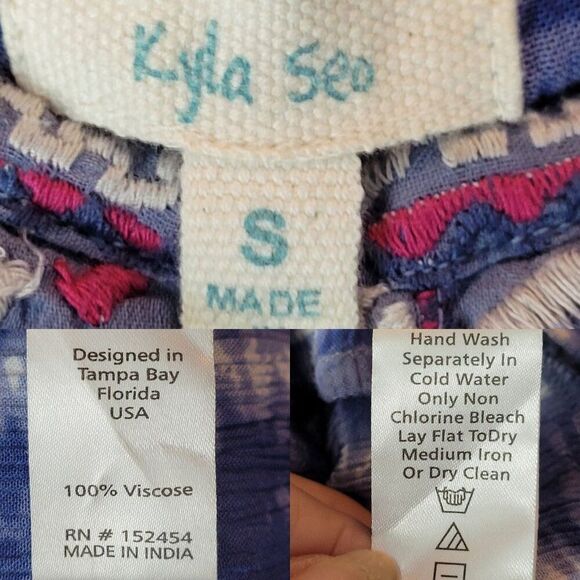 Kyla Seo
S
MADE
Designed in
Tampa Bay
Florida
USA
100% Viscose
RN # 152454
MADE IN INDIA
Hand Wash
Separately In
Cold Water
Only Non
Chlorine Bleach
Lay Flat ToDry
Medium Iron
Or Dry Clean